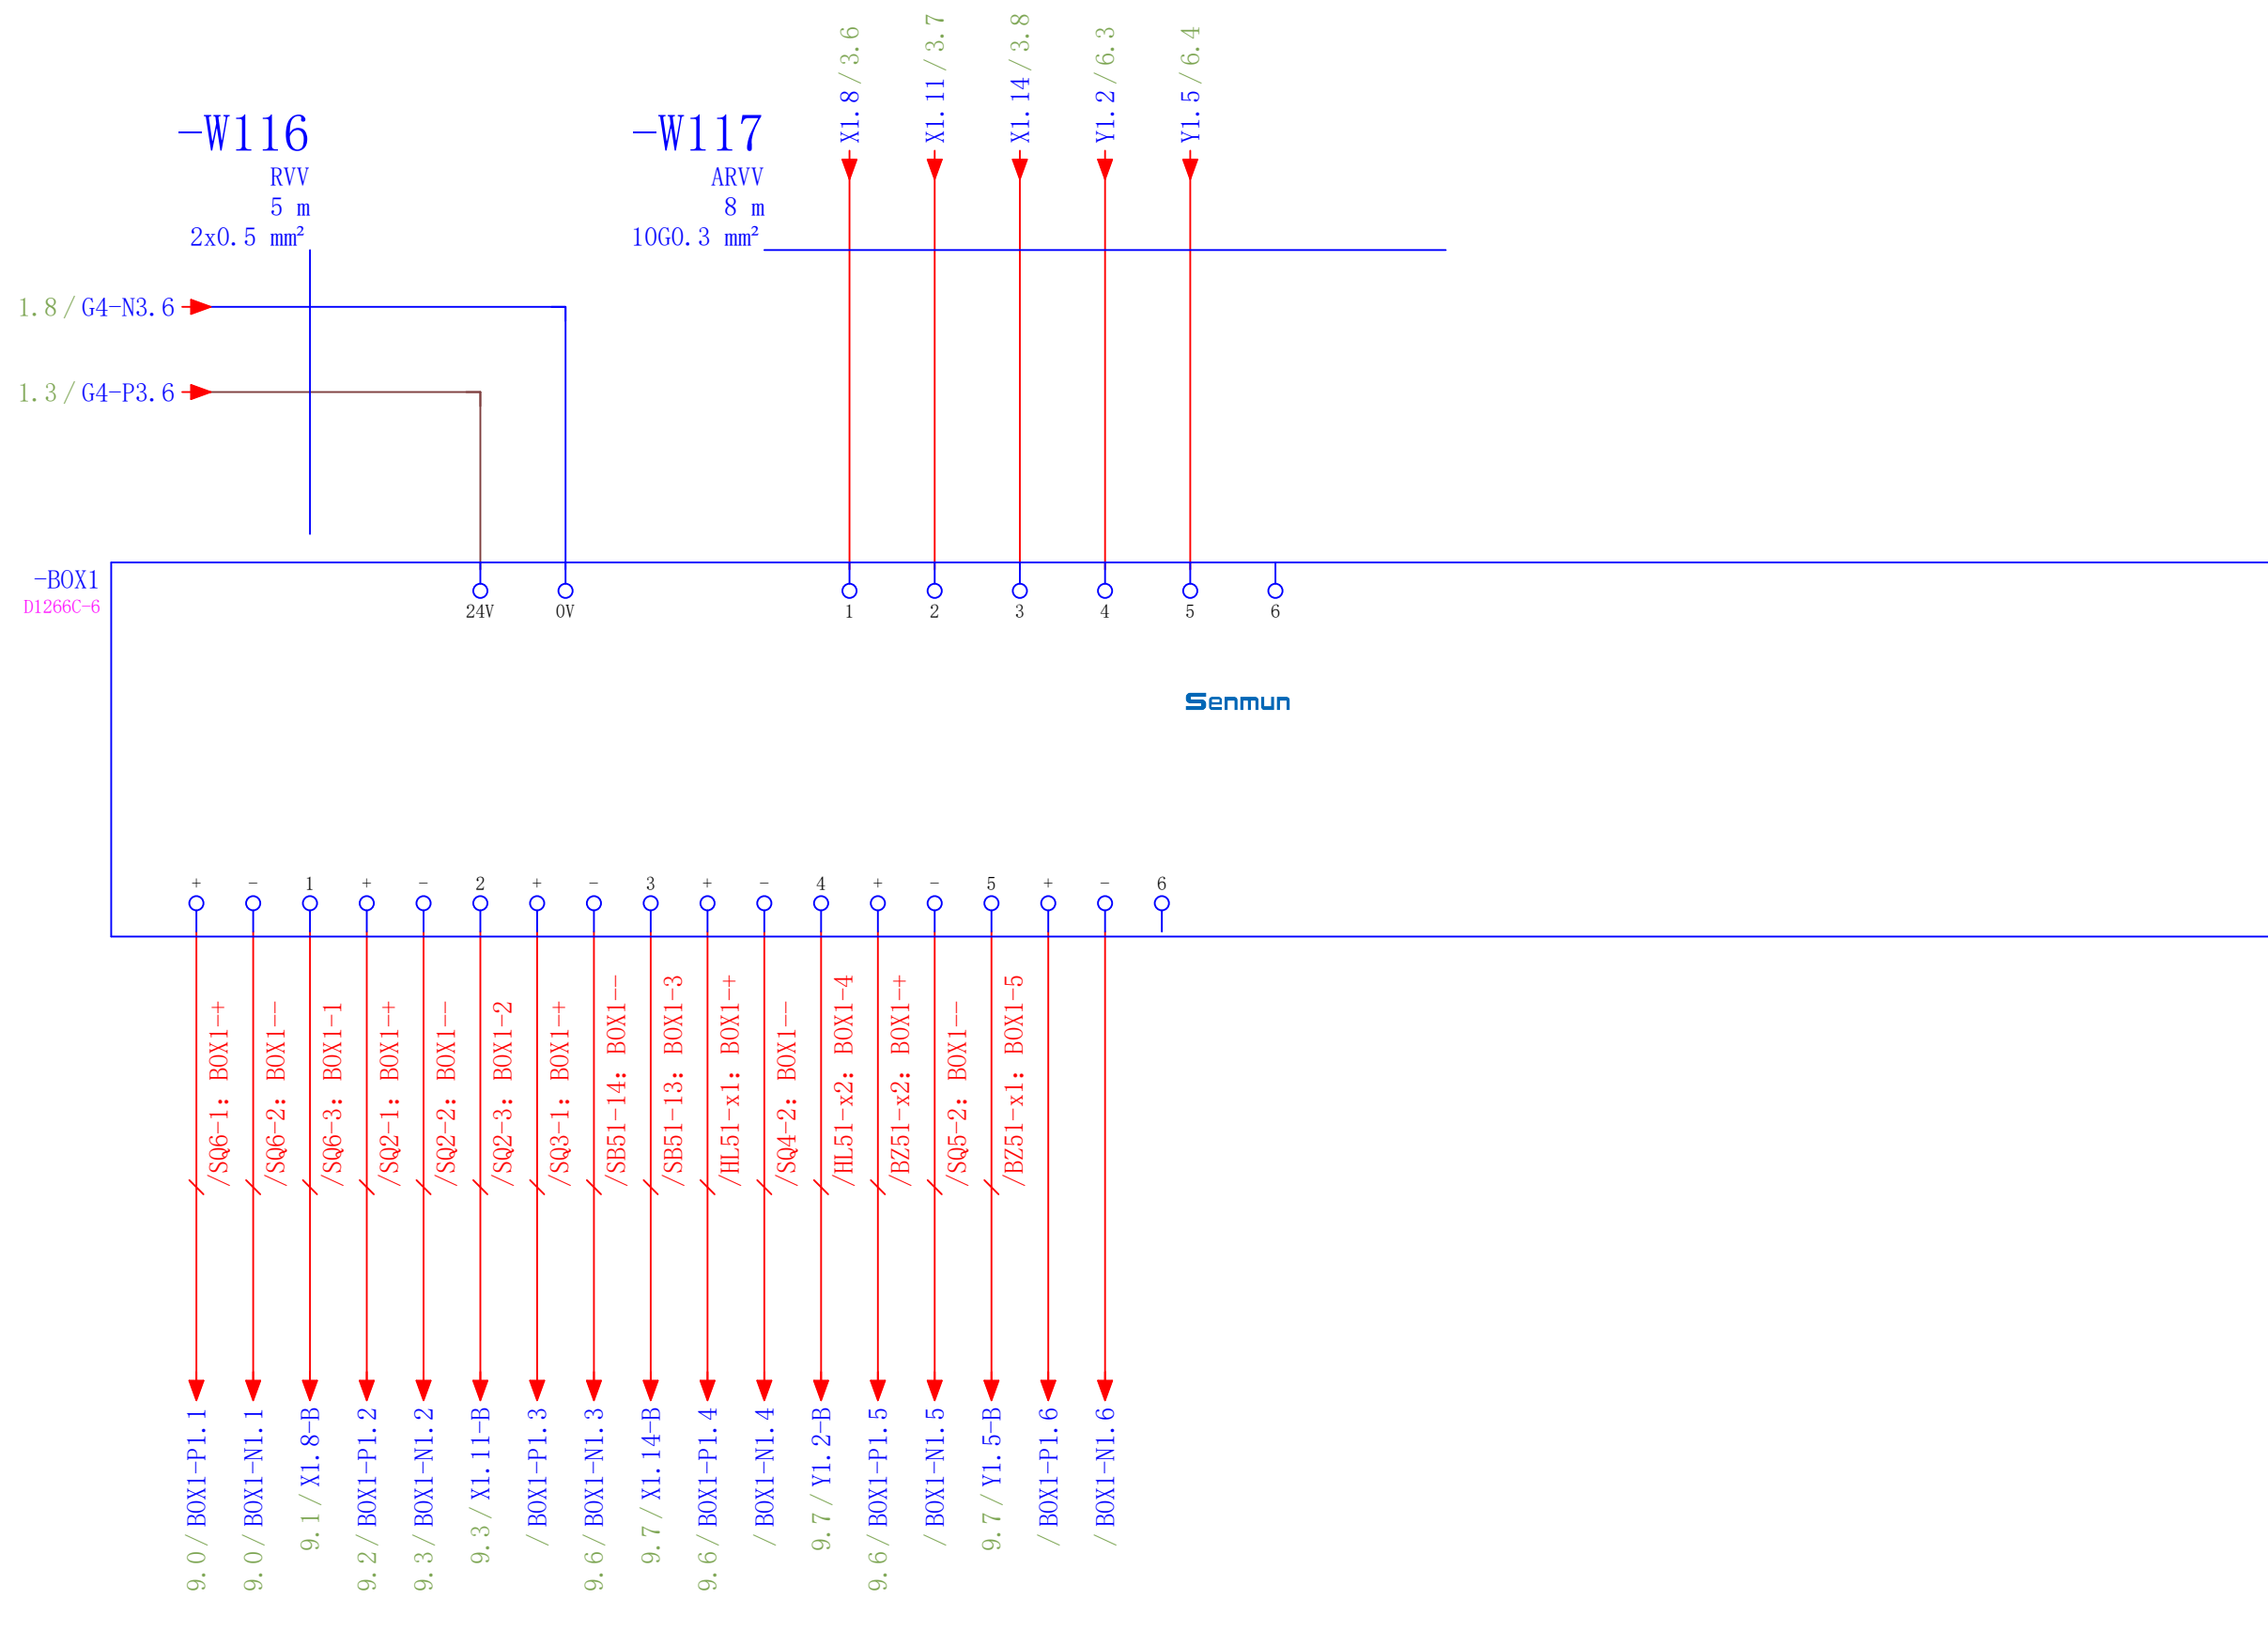 X1.8/3.6
X1.11/3.7
X1.14/3.8
Y1.2/6.3
Y1.5/6.4
-W116
RVV
5 m
2x0.5 mm²
-W117
ARVV
8 m
10G0.3 mm²
1.8/G4-N3.6
1.3/G4-P3.6
-BOX1
D1266C-6
24V
0V
1
2
3
4
5
6
Senmun
+
-
1
+
-
2
+
-
3
+
-
4
+
-
5
+
-
6
/SQ6-1: BOX1-+
/SQ6-2: BOX1--
/SQ6-3: BOX1-1
/SQ2-1: BOX1-+
/SQ2-2: BOX1--
/SQ2-3: BOX1-2
/SQ3-1: BOX1-+
/SB51-14: BOX1--
/SB51-13: BOX1-3
/HL51-x1: BOX1-+
/SQ4-2: BOX1--
/HL51-x2: BOX1-4
/BZ51-x2: BOX1-+
/SQ5-2: BOX1--
/BZ51-x1: BOX1-5
9.0/BOX1-P1.1
9.0/BOX1-N1.1
9.1/X1.8-B
9.2/BOX1-P1.2
9.3/BOX1-N1.2
9.3/X1.11-B
/BOX1-P1.3
9.6/BOX1-N1.3
9.7/X1.14-B
9.6/BOX1-P1.4
/BOX1-N1.4
9.7/Y1.2-B
9.6/BOX1-P1.5
/BOX1-N1.5
9.7/Y1.5-B
/BOX1-P1.6
/BOX1-N1.6